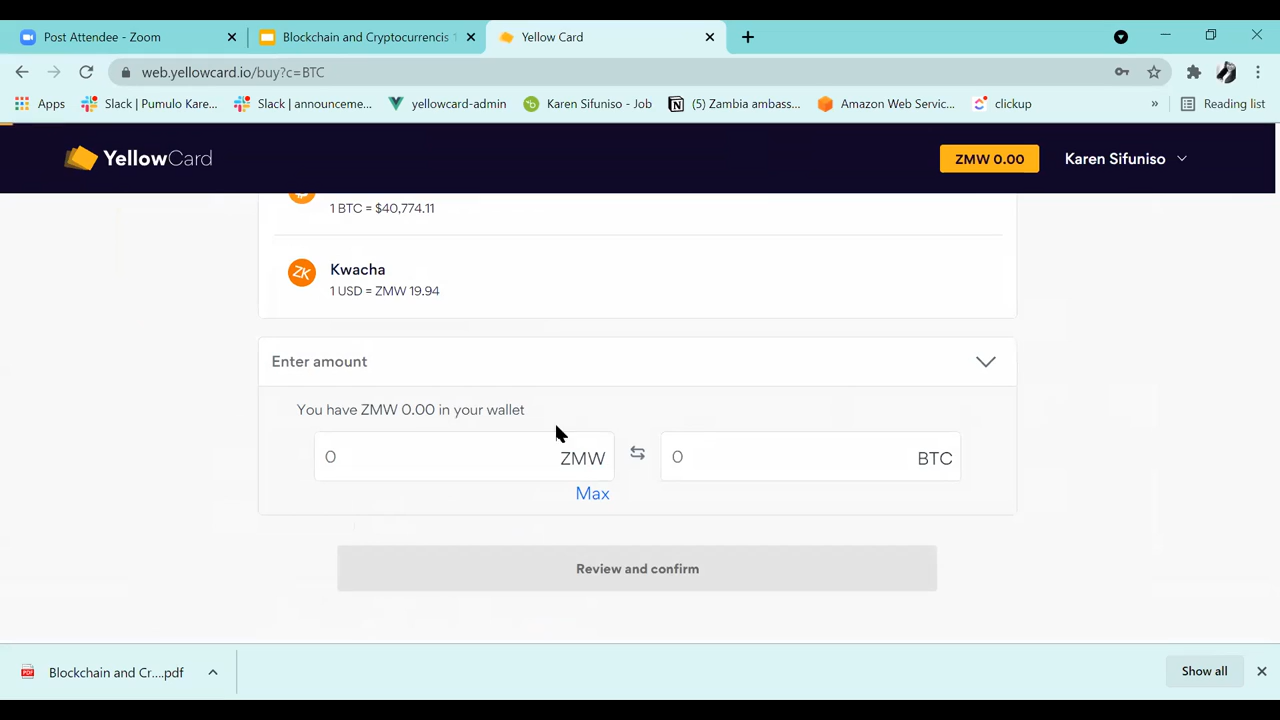 Post Attendee - Zoom
Blockchain and Cryptocurrencis 1
Yellow Card
web.yellowcard.io/buy?c=BTC
Apps
Slack | Pumulo Kare...
Slack | announceme...
yellowcard-admin
Karen Sifuniso - Job
(5) Zambia ambass...
Amazon Web Servic...
clickup
»
Reading list
YellowCard
ZMW 0.00
Karen Sifuniso
1 BTC = $40,774.11
ZK
Kwacha
1 USD = ZMW 19.94
Enter amount
You have ZMW 0.00 in your wallet
0
ZMW
0
BTC
Max
Review and confirm
PDF
Blockchain and Cr....pdf
Show all